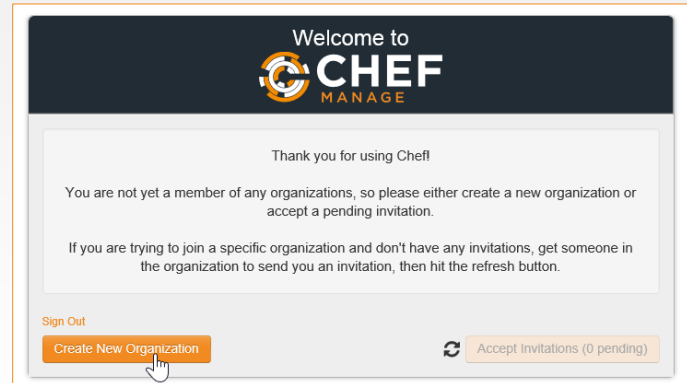 Welcome to
CHEF
MANAGE
Thank you for using Chef!
You are not yet a member of any organizations, so please either create a new organization or
accept a pending invitation.
If you are trying to join a specific organization and don't have any invitations, get someone in
the organization to send you an invitation, then hit the refresh button.
Sign Out
Create New Organization
Accept Invitations (0 pending)